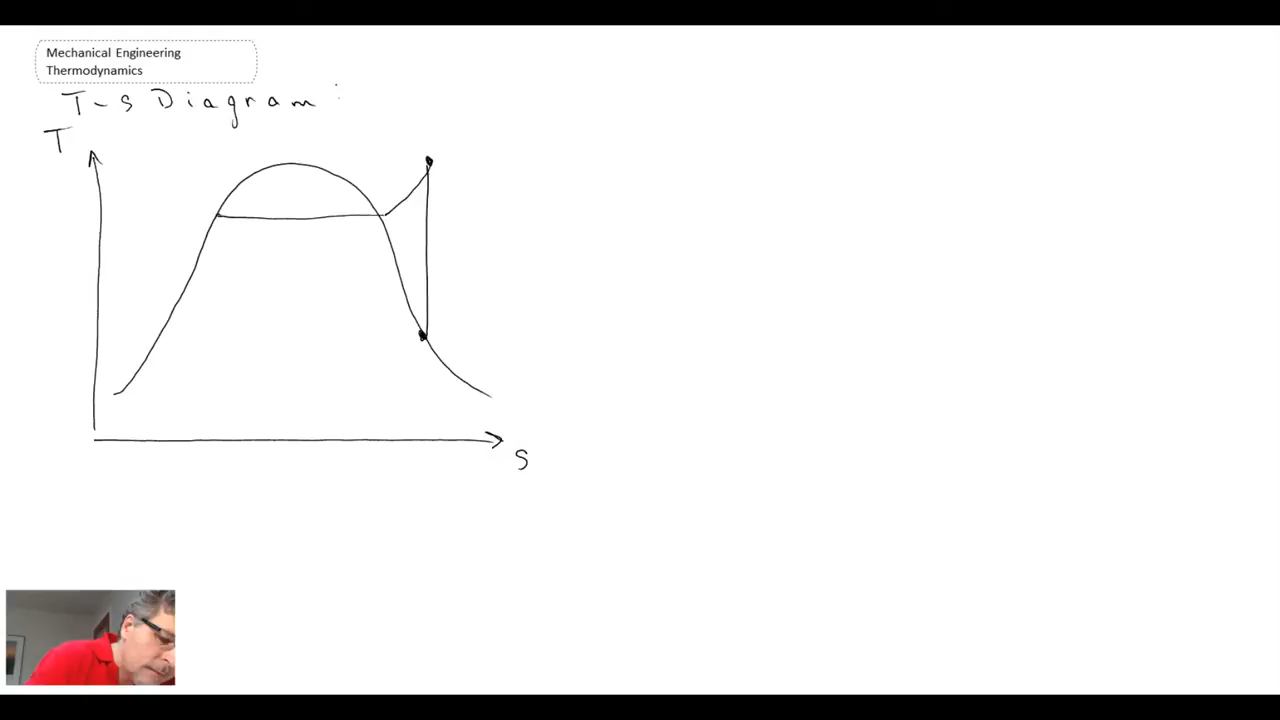 Mechanical Engineering
Thermodynamics
T-s Diagram :
T
s